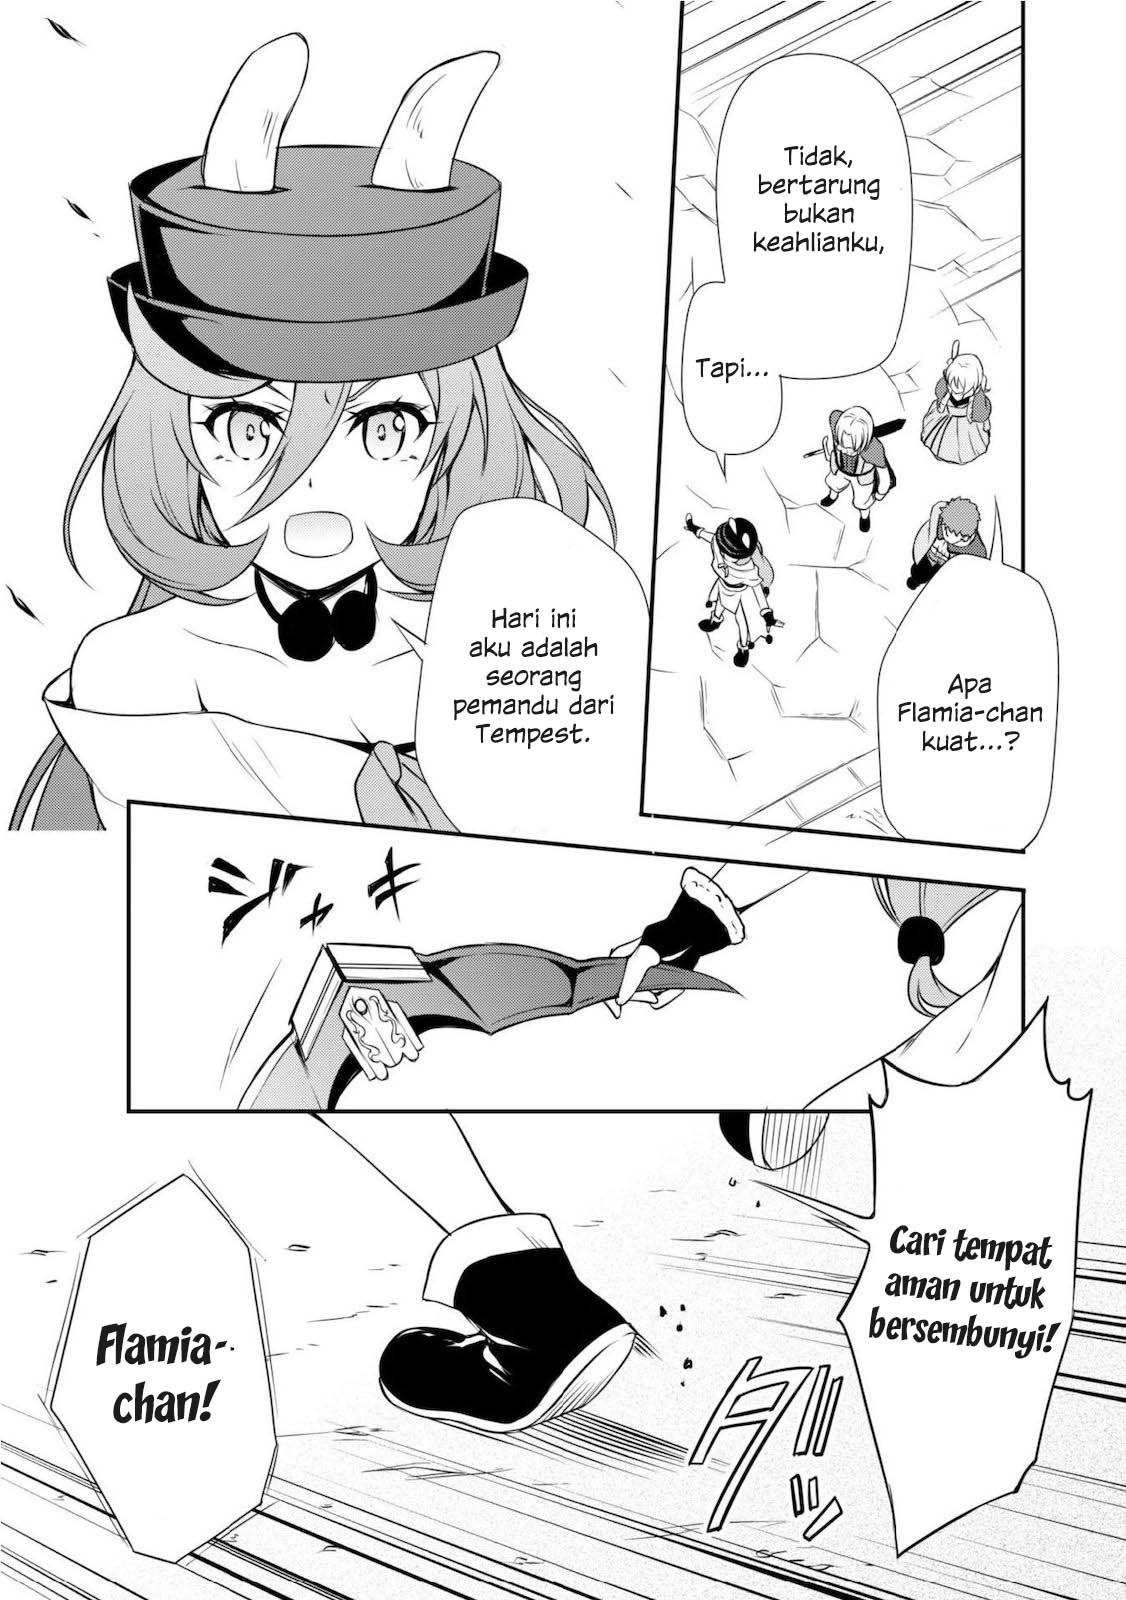 Apa
Flamia-chan
kuat...?
Tidak,
bertarung
bukan
keahlianku,
Tapi...
Hari ini
aku adalah
seorang
pemandu dari
Tempest.
ジャキ
Cari tempat
aman untuk
bersembunyi!
ダッ
Flamia-
chan!